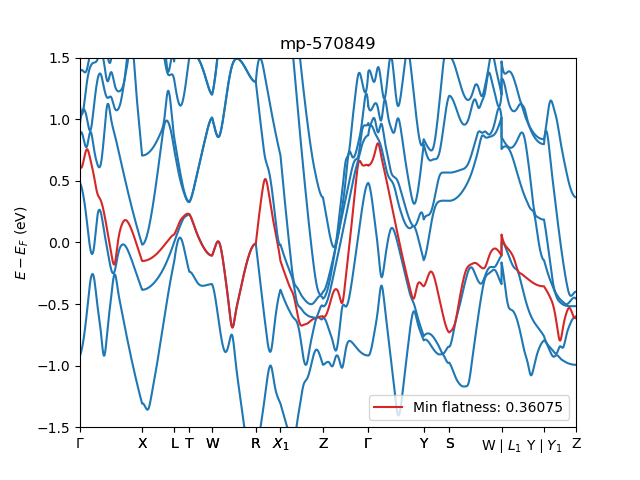 mp-570849
E − E_F (eV)
1.5
1.0
0.5
0.0
−0.5
−1.0
−1.5
Min flatness: 0.36075
Γ X L T W R X₁ Z Γ Y S W | L₁ Y | Y₁ Z